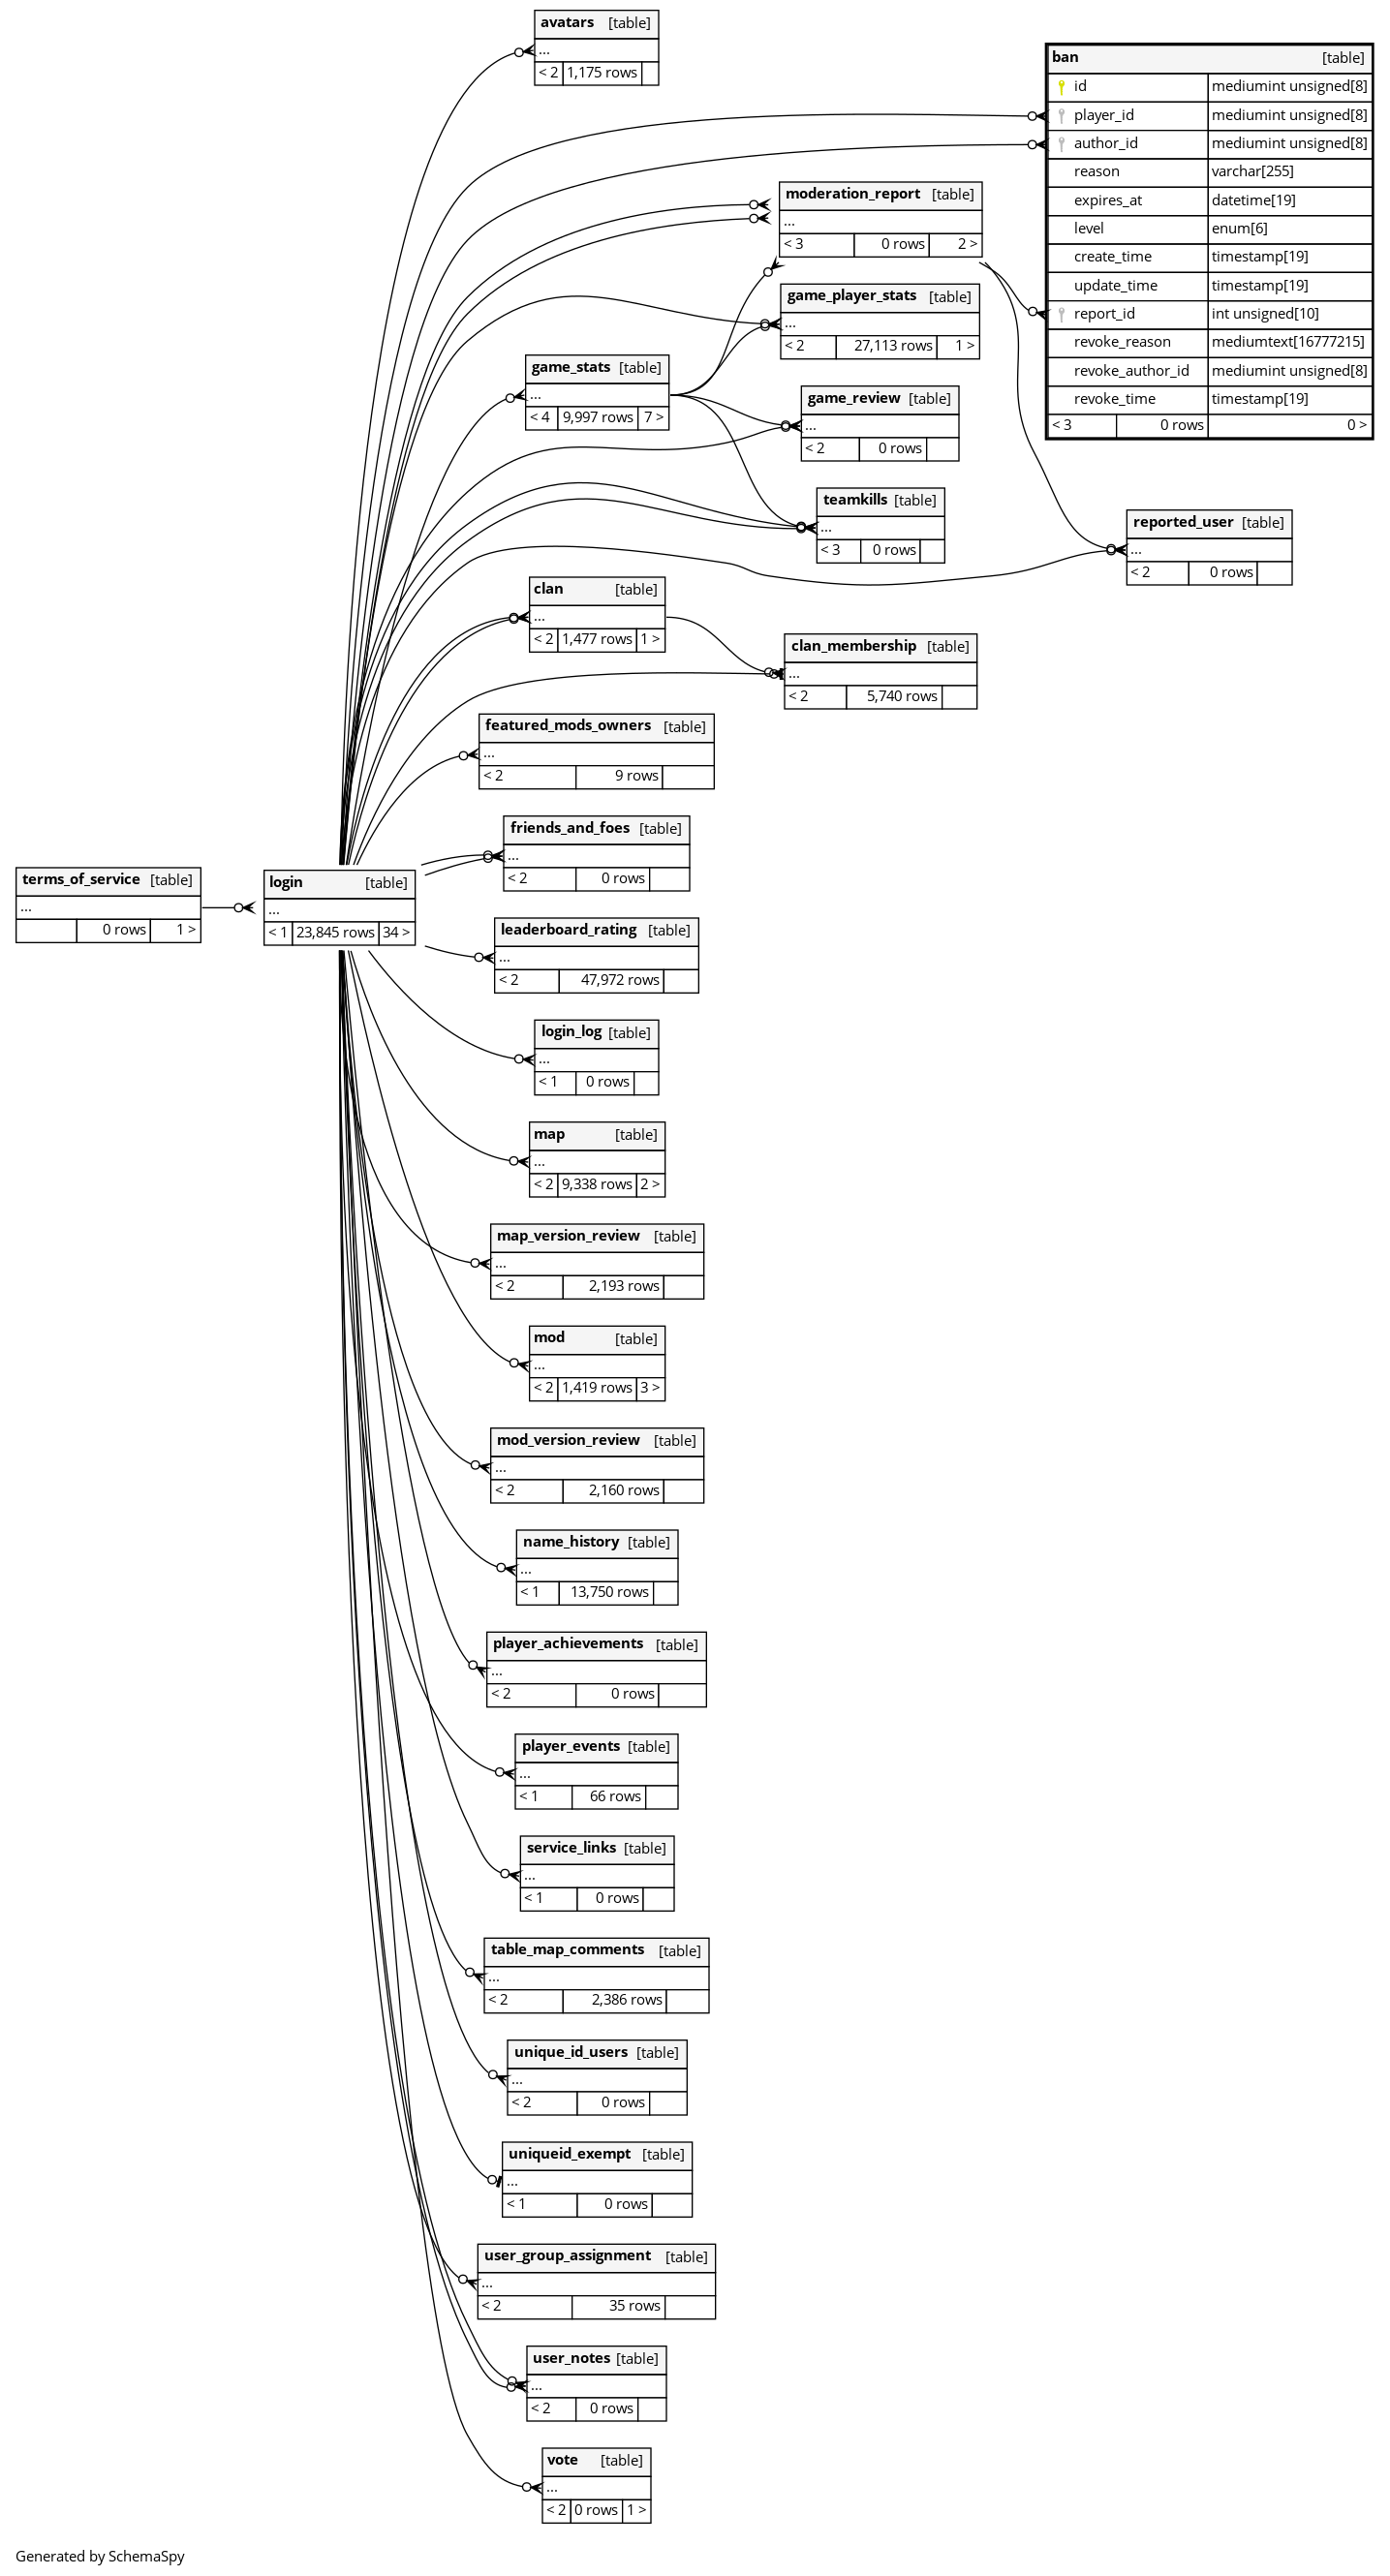 avatars [table]
...
< 2 1,175 rows
ban [table]
id mediumint unsigned[8]
player_id mediumint unsigned[8]
author_id mediumint unsigned[8]
reason varchar[255]
expires_at datetime[19]
level enum[6]
create_time timestamp[19]
update_time timestamp[19]
report_id int unsigned[10]
revoke_reason mediumtext[16777215]
revoke_author_id mediumint unsigned[8]
revoke_time timestamp[19]
< 3 0 rows 0 >
moderation_report [table]
...
< 3 0 rows 2 >
game_player_stats [table]
...
< 2 27,113 rows 1 >
game_stats [table]
...
< 4 9,997 rows 7 >
game_review [table]
...
< 2 0 rows
teamkills [table]
...
< 3 0 rows
reported_user [table]
...
< 2 0 rows
clan [table]
...
< 2 1,477 rows 1 >
clan_membership [table]
...
< 2 5,740 rows
featured_mods_owners [table]
...
< 2 9 rows
friends_and_foes [table]
...
< 2 0 rows
terms_of_service [table]
...
0 rows 1 >
login [table]
...
< 1 23,845 rows 34 >
leaderboard_rating [table]
...
< 2 47,972 rows
login_log [table]
...
< 1 0 rows
map [table]
...
< 2 9,338 rows 2 >
map_version_review [table]
...
< 2 2,193 rows
mod [table]
...
< 2 1,419 rows 3 >
mod_version_review [table]
...
< 2 2,160 rows
name_history [table]
...
< 1 13,750 rows
player_achievements [table]
...
< 2 0 rows
player_events [table]
...
< 1 66 rows
service_links [table]
...
< 1 0 rows
table_map_comments [table]
...
< 2 2,386 rows
unique_id_users [table]
...
< 2 0 rows
uniqueid_exempt [table]
...
< 1 0 rows
user_group_assignment [table]
...
< 2 35 rows
user_notes [table]
...
< 2 0 rows
vote [table]
...
< 2 0 rows 1 >
Generated by SchemaSpy